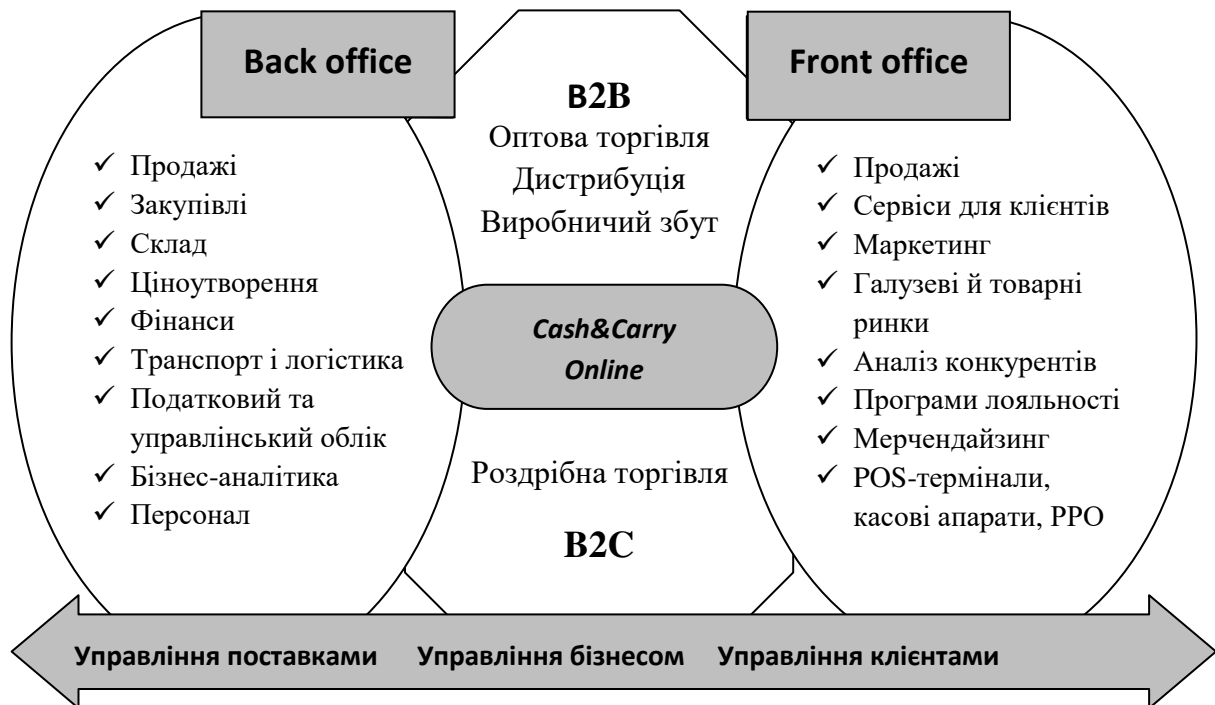 Back office
Продажі
Закупівлі
Склад
Ціноутворення
Фінанси
Транспорт і логістика
Податковий та
управлінський облік
Бізнес-аналітика
Персонал
B2B
Оптова торгівля
Дистрибуція
Виробничий збут
Cash&Carry
Online
Роздрібна торгівля
B2C
Front office
Продажі
Сервіси для клієнтів
Маркетинг
Галузеві й товарні
ринки
Аналіз конкурентів
Програми лояльності
Мерчендайзинг
POS-термінали,
касові апарати, РРО
Управління поставками Управління бізнесом Управління клієнтами